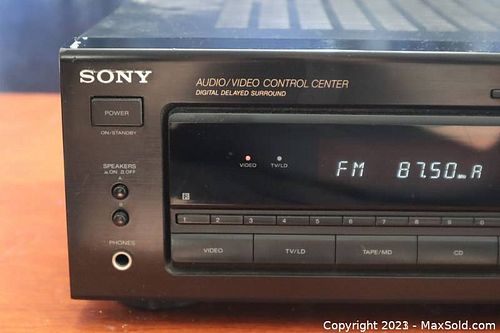 SONY
AUDIO/VIDEO CONTROL CENTER
DIGITAL DELAYED SURROUND
POWER
ON/STANDBY
VIDEO TV/LD
FM 87.50 A
SPEAKERS
ON OFF
A
R
1 2 3 4 5 6 7 8 9
PHONES
VIDEO TV/LD TAPE/MD CD
Copyright 2023 - MaxSold.com